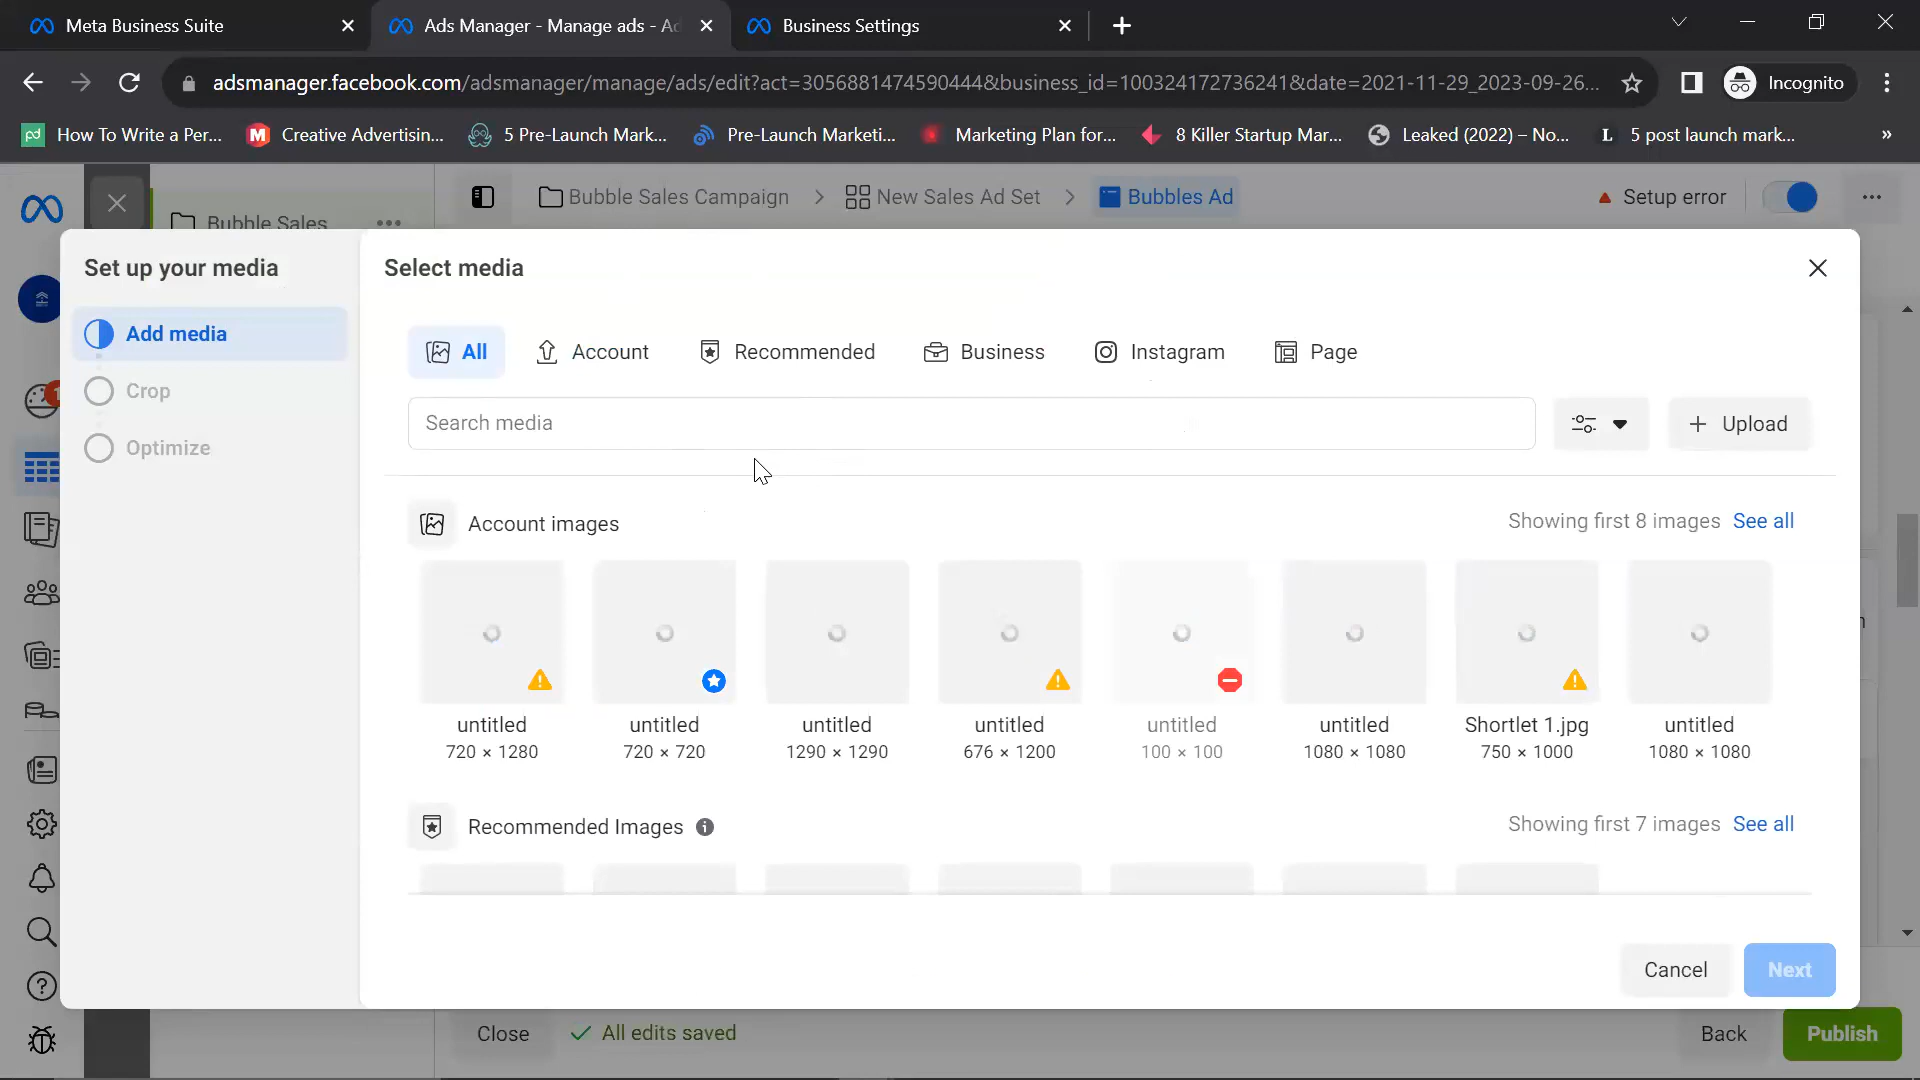 Meta Business Suite
Ads Manager - Manage ads - Ad
Business Settings
adsmanager.facebook.com/adsmanager/manage/ads/edit?act=3056881474590444&business_id=100324172736241&date=2021-11-29_2023-09-26...
Incognito
pd How To Write a Per...
M Creative Advertisin...
5 Pre-Launch Mark...
Pre-Launch Marketi...
Marketing Plan for...
8 Killer Startup Mar...
Leaked (2022) – No...
L 5 post launch mark...
»
Bubble Sales
Bubble Sales Campaign
New Sales Ad Set
Bubbles Ad
Setup error
Set up your media
Add media
Crop
Optimize
Select media
All
Account
Recommended
Business
Instagram
Page
Search media
Upload
Account images
Showing first 8 images See all
untitled
720 × 1280
untitled
720 × 720
untitled
1290 × 1290
untitled
676 × 1200
untitled
100 × 100
untitled
1080 × 1080
Shortlet 1.jpg
750 × 1000
untitled
1080 × 1080
Recommended Images
Showing first 7 images See all
Cancel
Next
Close
All edits saved
Back
Publish